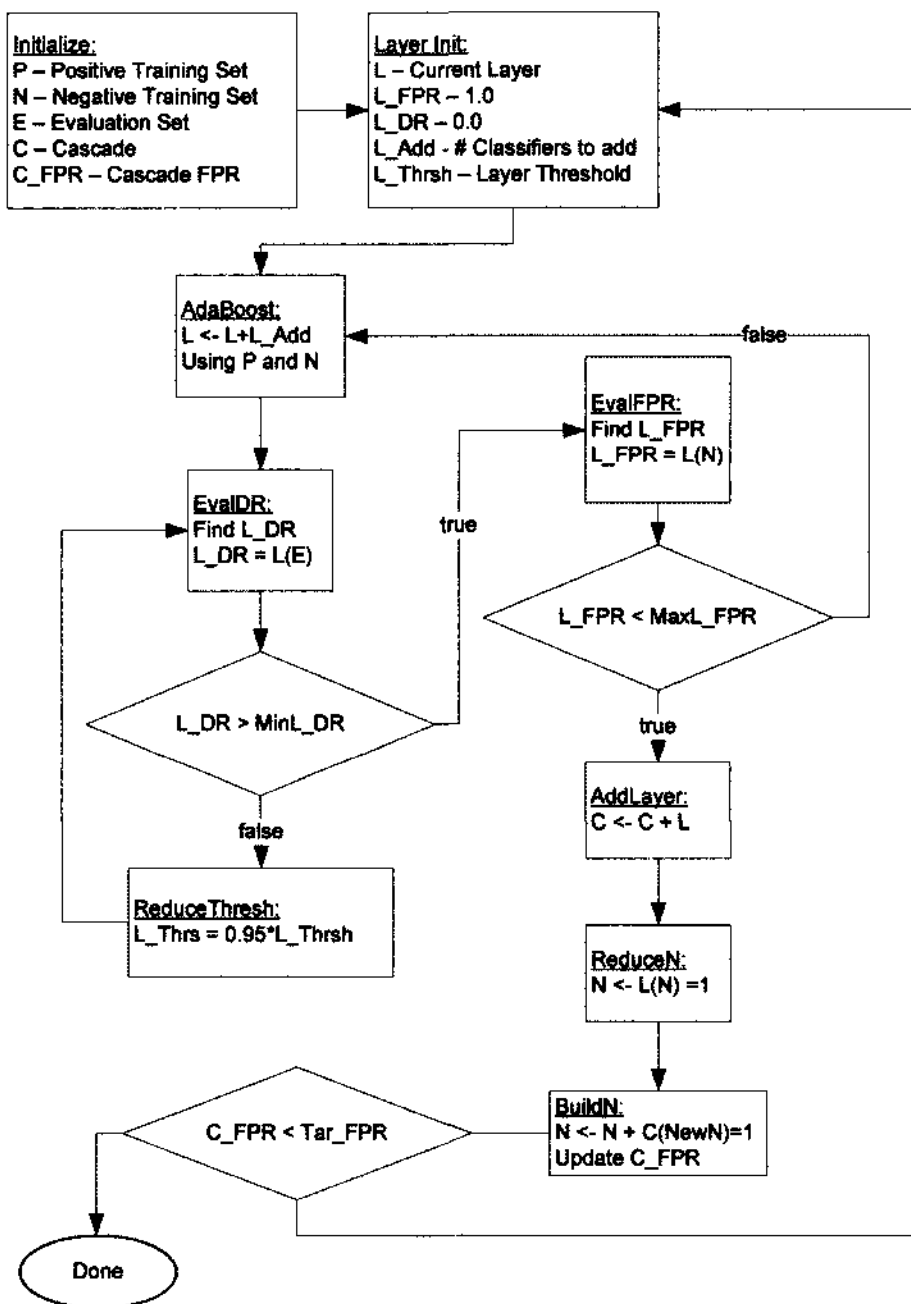 Initialize:
P – Positive Training Set
N – Negative Training Set
E – Evaluation Set
C – Cascade
C_FPR – Cascade FPR
Layer Init:
L – Current Layer
L_FPR – 1.0
L_DR – 0.0
L_Add - # Classifiers to add
L_Thrsh – Layer Threshold
AdaBoost:
L <- L+L_Add
Using P and N
false
EvalFPR:
Find L_FPR
L_FPR = L(N)
EvalDR:
Find L_DR
L_DR = L(E)
true
L_FPR < MaxL_FPR
L_DR > MinL_DR
true
AddLayer:
C <- C + L
false
ReduceThresh:
L_Thrs = 0.95*L_Thrsh
ReduceN:
N <- L(N) =1
BuildN:
N <- N + C(NewN)=1
Update C_FPR
C_FPR < Tar_FPR
Done